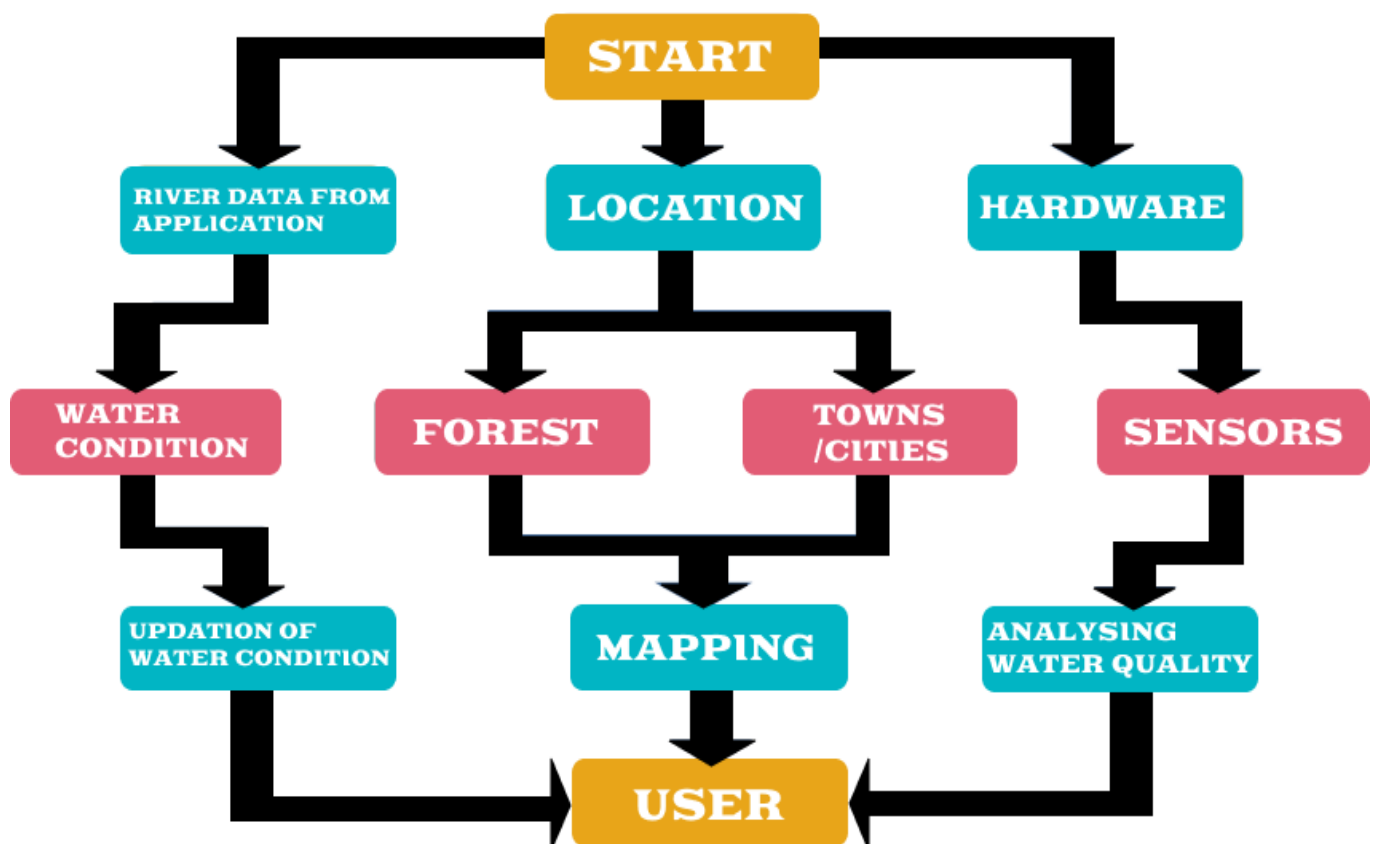 START
RIVER DATA FROM
APPLICATION
LOCATION
HARDWARE
WATER
CONDITION
FOREST
TOWNS
/CITIES
SENSORS
UPDATION OF
WATER CONDITION
MAPPING
ANALYSING
WATER QUALITY
USER